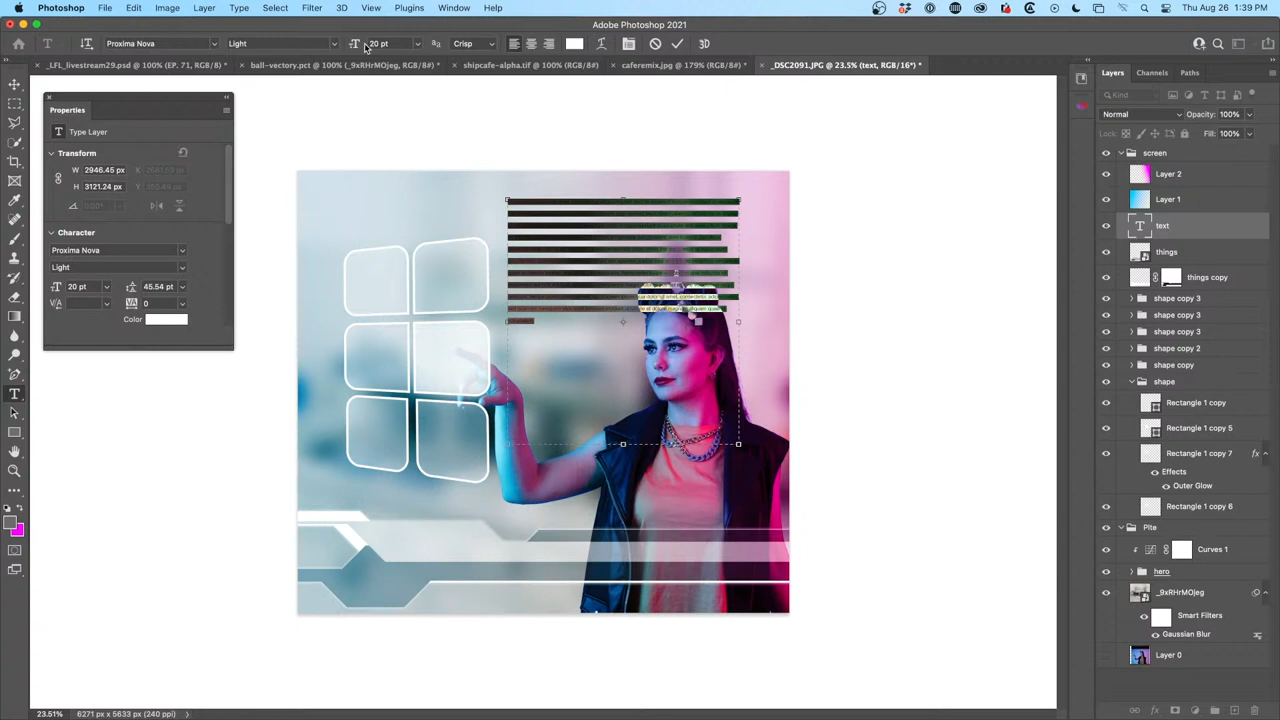 Photoshop File Edit Image Layer Type Select Filter 3D View Plugins Window Help Thu Aug 26 1:39 PM
Adobe Photoshop 2021
Proxima Nova Light 20 pt Crisp 3D
_LFL_livestream29.psd @ 100% (EP. 71, RGB/8) * ball-vectory.pct @ 100% (_9xRHrMOjeg, RGB/8#) * shipcafe-alpha.tif @ 100% (RGB/8#) caferemix.jpg @ 179% (RGB/8#) * _DSC2091.JPG @ 23.5% (text, RGB/16*) *
Properties
Type Layer
Transform
W 2946.45 px
H 3121.24 px
0.00°
Character
Proxima Nova
Light
20 pt 45.54 pt
0
Color
Layers Channels Paths
Kind
Normal Opacity: 100%
Lock: Fill: 100%
screen
Layer 2
Layer 1
text
things
things copy
shape copy 3
shape copy 3
shape copy 3
shape copy 2
shape copy
shape
Rectangle 1 copy
Rectangle 1 copy 5
Rectangle 1 copy 7 fx
Effects
Outer Glow
Rectangle 1 copy 6
Plte
Curves 1
hero
_9xRHrMOjeg
Smart Filters
Gaussian Blur
Layer 0
23.51% 6271 px x 5633 px (240 ppi)